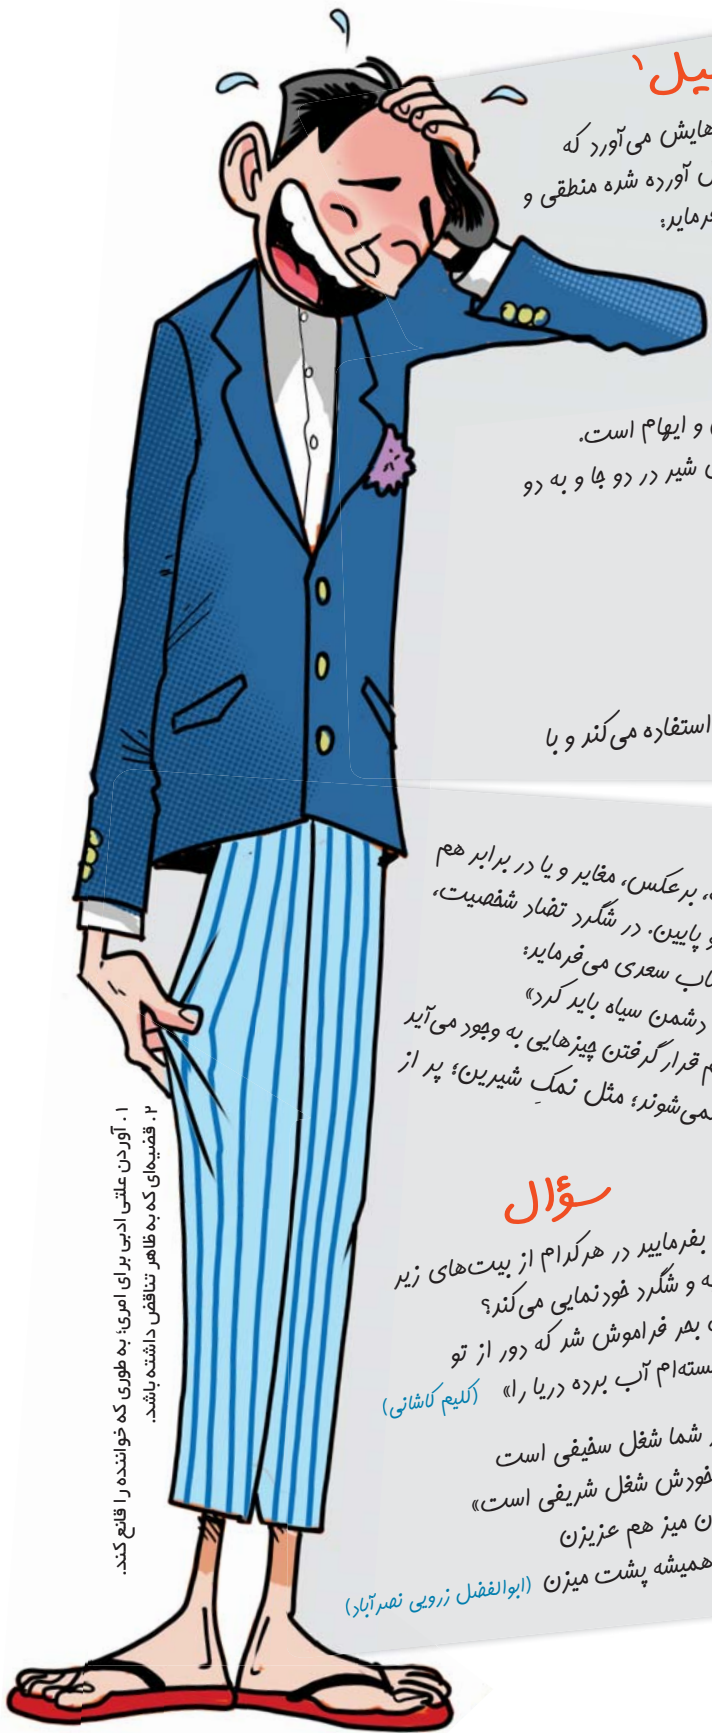 یل۱
هایش می‌آورد که
آورده شده منطقی و
و ایهام است.
شیر در دو جا و به دو
استفاده می‌کند و با
برعکس، مغایر و یا در برابر هم
و پایین. در شگرد تضاد شخصیت،
سعدی می‌فرماید:
دشمن سیاه باید کرد»
قرار گرفتن چیزهایی به وجود می‌آید
نمی‌شوند؛ مثل نمکِ شیرین؛ پر از
سؤال
بفرمایید در هرکدام از بیت‌های زیر
و شگرد خودنمایی می‌کند؟
بحر فراموش شد که دور از تو
آب برده دریا را» (کلیم کاشانی)
شما شغل سخیفی است
خودش شغل شریفی است»
میز هم عزیزن
همیشه پشت میزن (ابوالفضل زرویی نصرآباد)
۱. آوردن علتی ادبی برای امری؛ به طوری که خواننده را قانع کند.
۲. قضیه‌ای که به ظاهر تناقض داشته باشد.